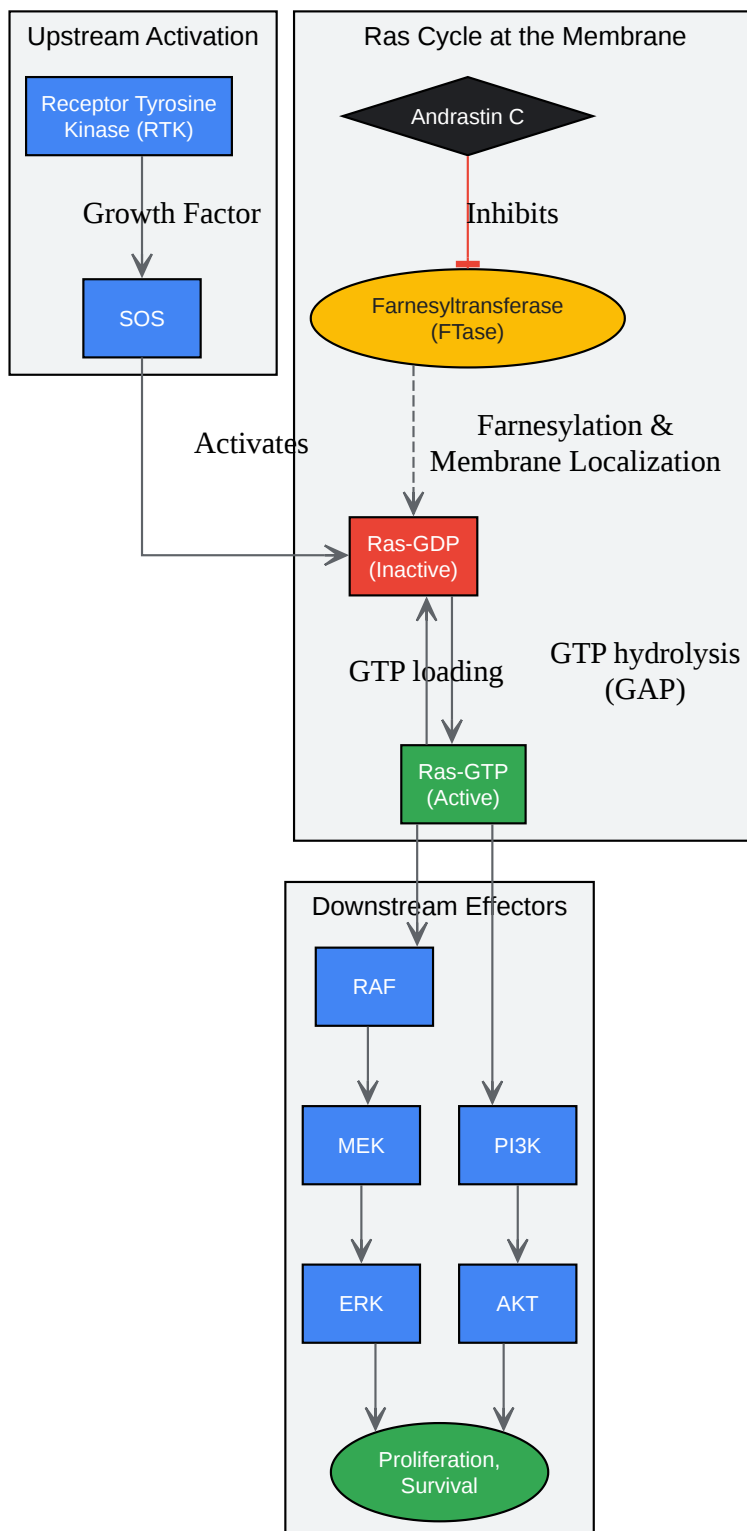 Upstream Activation
Receptor Tyrosine
Kinase (RTK)
Growth Factor
SOS
Activates
Ras Cycle at the Membrane
Andrastin C
Inhibits
Farnesyltransferase
(FTase)
Farnesylation &
Membrane Localization
Ras-GDP
(Inactive)
GTP loading
GTP hydrolysis
(GAP)
Ras-GTP
(Active)
Downstream Effectors
RAF
MEK
PI3K
ERK
AKT
Proliferation,
Survival